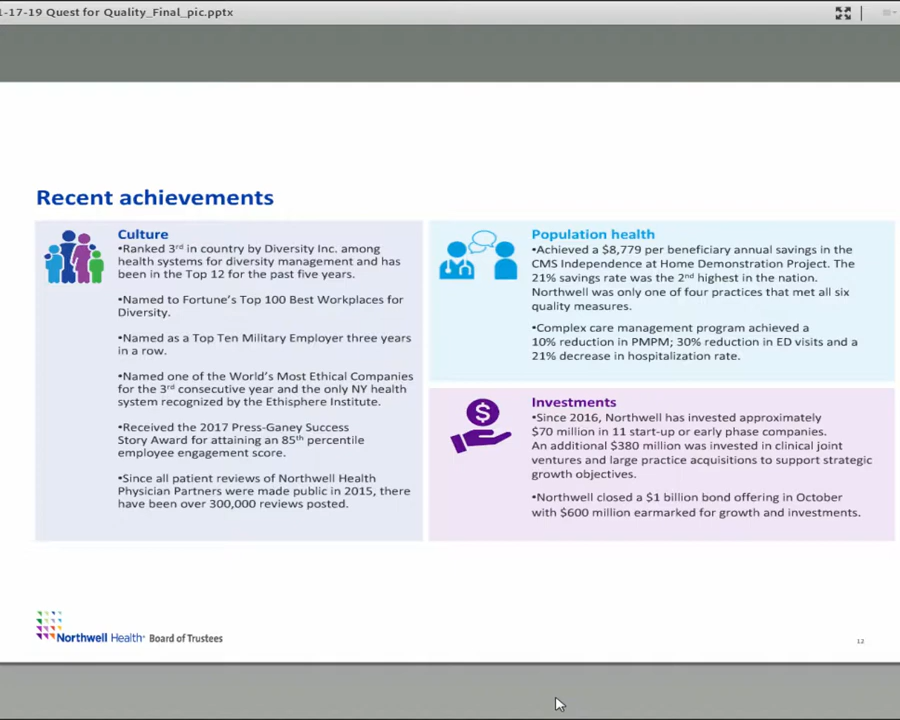 1-17-19 Quest for Quality_Final_pic.pptx
Recent achievements
Culture
•Ranked 3rd in country by Diversity Inc. among
health systems for diversity management and has
been in the Top 12 for the past five years.
•Named to Fortune's Top 100 Best Workplaces for
Diversity.
•Named as a Top Ten Military Employer three years
in a row.
•Named one of the World's Most Ethical Companies
for the 3rd consecutive year and the only NY health
system recognized by the Ethisphere Institute.
•Received the 2017 Press-Ganey Success
Story Award for attaining an 85th percentile
employee engagement score.
•Since all patient reviews of Northwell Health
Physician Partners were made public in 2015, there
have been over 300,000 reviews posted.
Population health
•Achieved a $8,779 per beneficiary annual savings in the
CMS Independence at Home Demonstration Project. The
21% savings rate was the 2nd highest in the nation.
Northwell was only one of four practices that met all six
quality measures.
•Complex care management program achieved a
10% reduction in PMPM; 30% reduction in ED visits and a
21% decrease in hospitalization rate.
Investments
•Since 2016, Northwell has invested approximately
$70 million in 11 start-up or early phase companies.
An additional $380 million was invested in clinical joint
ventures and large practice acquisitions to support strategic
growth objectives.
•Northwell closed a $1 billion bond offering in October
with $600 million earmarked for growth and investments.
$
Northwell Health® Board of Trustees
12